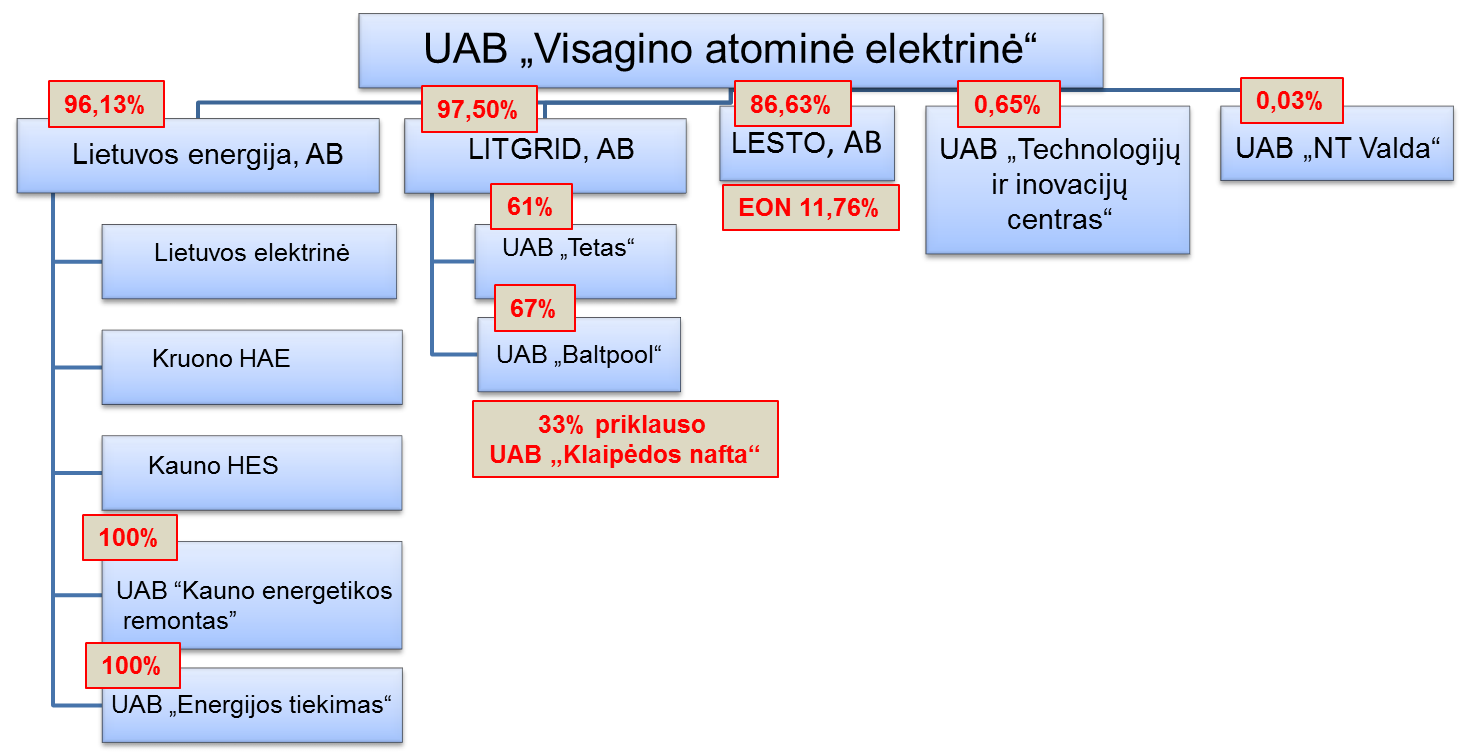 UAB „Visagino atominė elektrinė“
96,13%
Lietuvos energija, AB
97,50%
LITGRID, AB
86,63%
LESTO, AB
EON 11,76%
0,65%
UAB „Technologijų
ir inovacijų
centras“
0,03%
UAB „NT Valda“
Lietuvos elektrinė
Kruono HAE
Kauno HES
100%
UAB “Kauno energetikos
remontas”
100%
UAB „Energijos tiekimas“
61%
UAB „Tetas“
67%
UAB „Baltpool“
33% priklauso
UAB „Klaipėdos nafta“